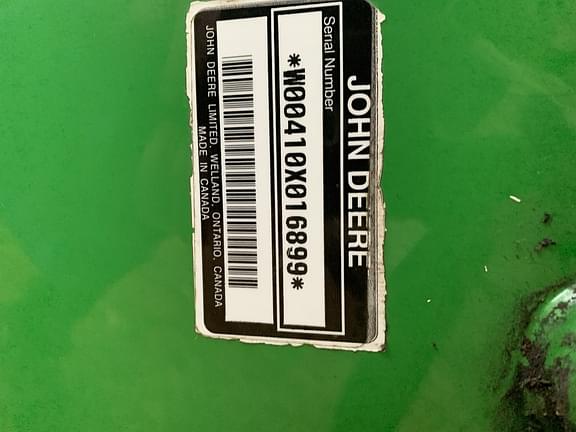 JOHN DEERE
Serial Number
*W00410X016899*
JOHN DEERE LIMITED, WELLAND, ONTARIO, CANADA
MADE IN CANADA